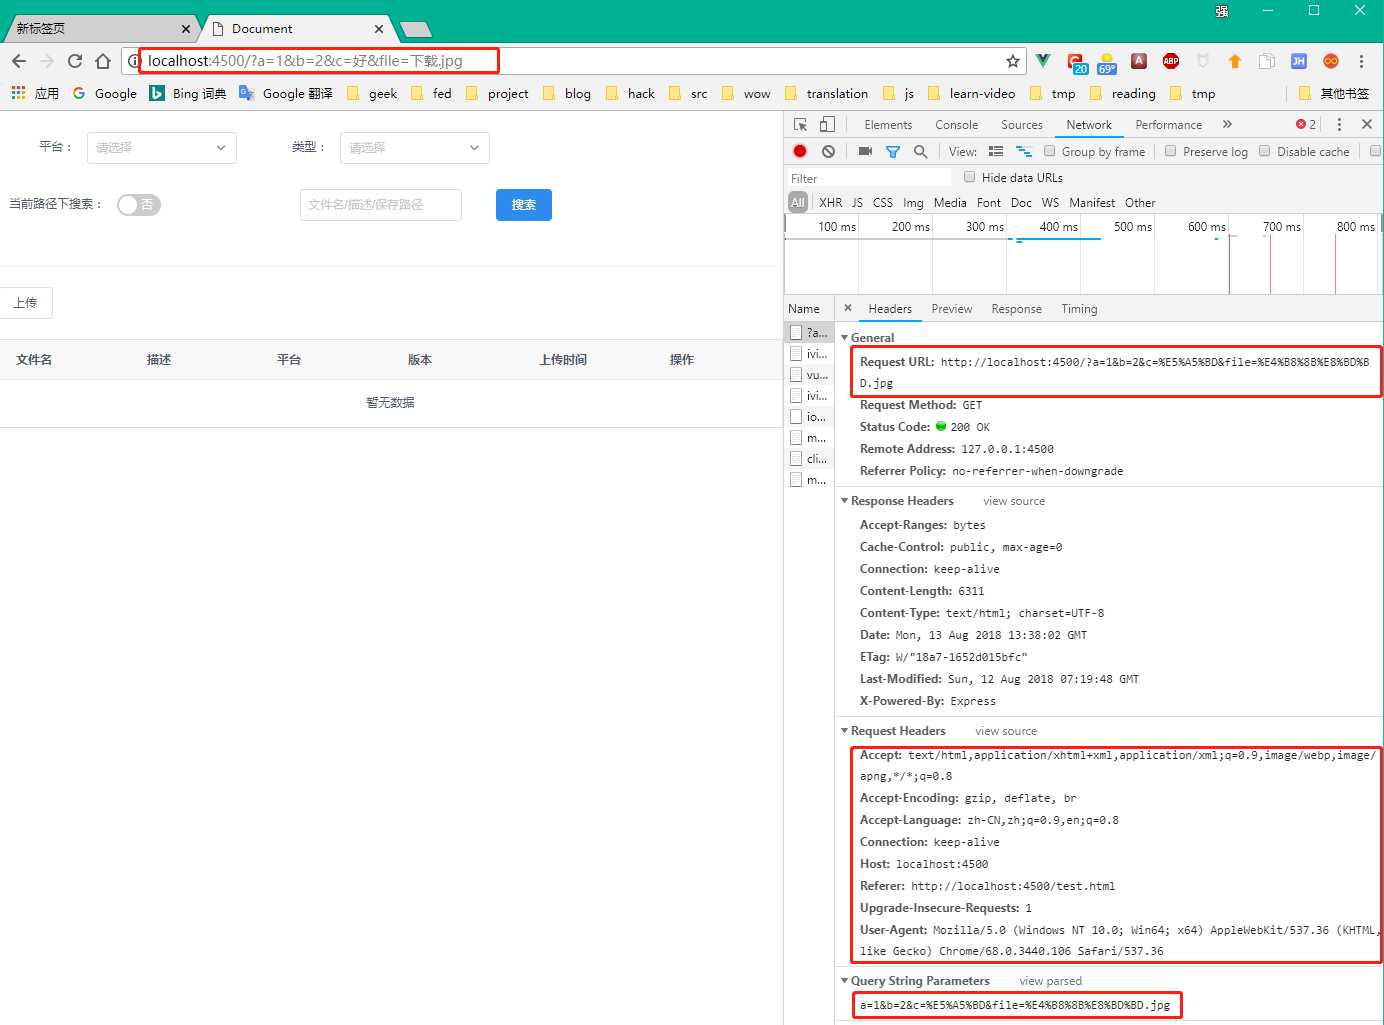 强
新标签页
Document
localhost:4500/?a=1&b=2&c=好&file=下载.jpg
20
69°
A
ABP
JH
应用
Google
Bing 词典
Google 翻译
geek
fed
project
blog
hack
src
wow
translation
js
learn-video
tmp
reading
tmp
其他书签
平台：
请选择
类型：
请选择
当前路径下搜索：
否
文件名/描述/保存路径
搜索
上传
文件名 描述 平台 版本 上传时间 操作
暂无数据
Elements Console Sources Network Performance » 2
View: Group by frame Preserve log Disable cache
Filter Hide data URLs
All XHR JS CSS Img Media Font Doc WS Manifest Other
100 ms 200 ms 300 ms 400 ms 500 ms 600 ms 700 ms 800 ms
Name
?a...
ivi...
vu...
ivi...
io...
m...
cli...
m...
Headers Preview Response Timing
General
Request URL: http://localhost:4500/?a=1&b=2&c=%E5%A5%BD&file=%E4%B8%8B%E8%BD%B
D.jpg
Request Method: GET
Status Code: 200 OK
Remote Address: 127.0.0.1:4500
Referrer Policy: no-referrer-when-downgrade
Response Headers view source
Accept-Ranges: bytes
Cache-Control: public, max-age=0
Connection: keep-alive
Content-Length: 6311
Content-Type: text/html; charset=UTF-8
Date: Mon, 13 Aug 2018 13:38:02 GMT
ETag: W/"18a7-1652d015bfc"
Last-Modified: Sun, 12 Aug 2018 07:19:48 GMT
X-Powered-By: Express
Request Headers view source
Accept: text/html,application/xhtml+xml,application/xml;q=0.9,image/webp,image/
apng,*/*;q=0.8
Accept-Encoding: gzip, deflate, br
Accept-Language: zh-CN,zh;q=0.9,en;q=0.8
Connection: keep-alive
Host: localhost:4500
Referer: http://localhost:4500/test.html
Upgrade-Insecure-Requests: 1
User-Agent: Mozilla/5.0 (Windows NT 10.0; Win64; x64) AppleWebKit/537.36 (KHTML,
like Gecko) Chrome/68.0.3440.106 Safari/537.36
Query String Parameters view parsed
a=1&b=2&c=%E5%A5%BD&file=%E4%B8%8B%E8%BD%BD.jpg